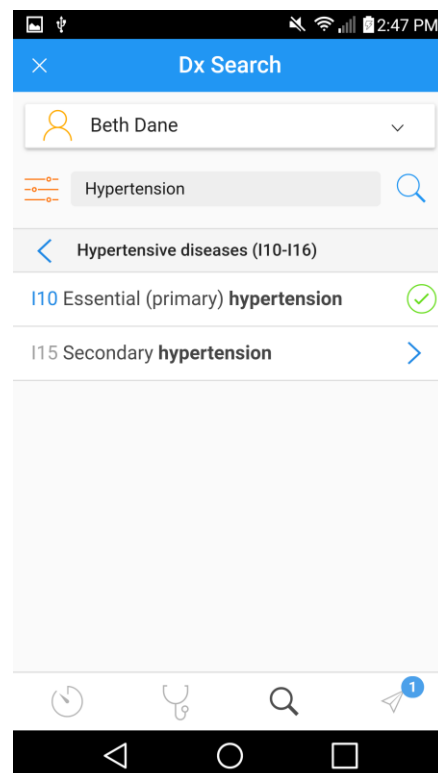 2:47 PM
Dx Search
Beth Dane
Hypertension
Hypertensive diseases (I10-I16)
I10 Essential (primary) hypertension
I15 Secondary hypertension
1